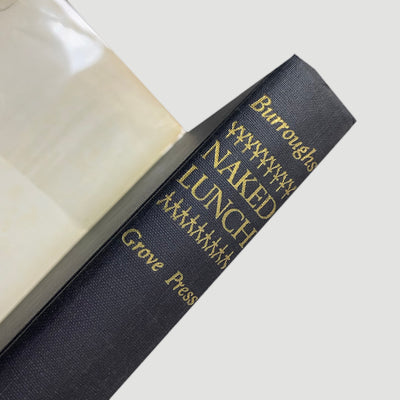 Burroughs
NAKED
LUNCH
Grove Press